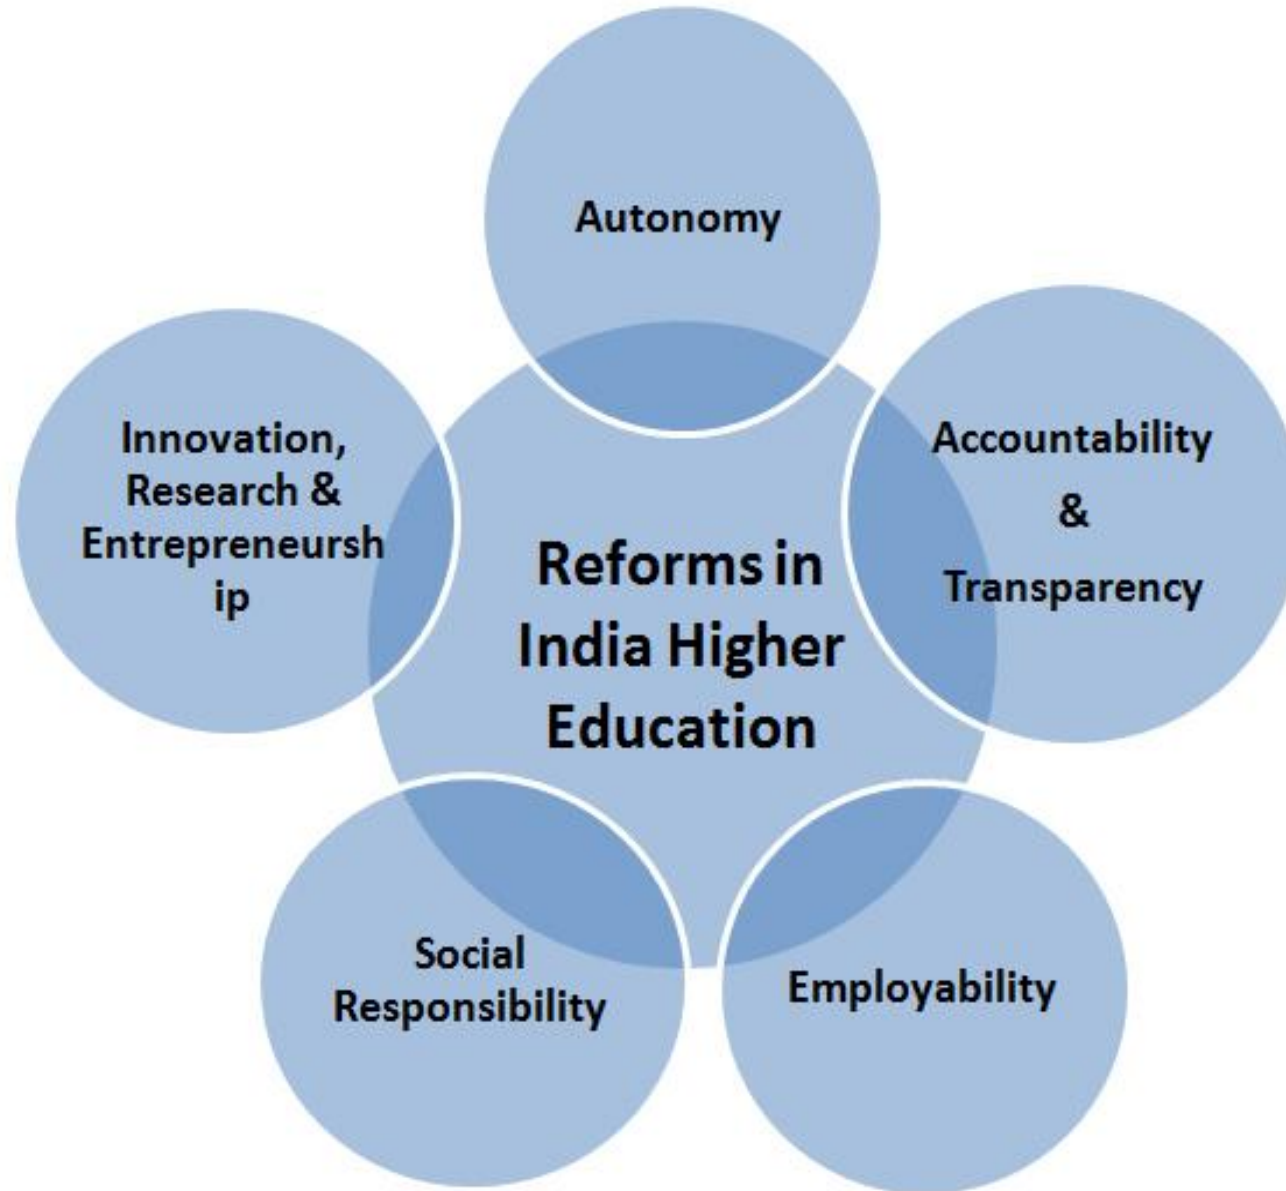 Autonomy
Innovation,
Research &
Entrepreneursh
ip
Accountability
&
Transparency
Reforms in
India Higher
Education
Social
Responsibility
Employability